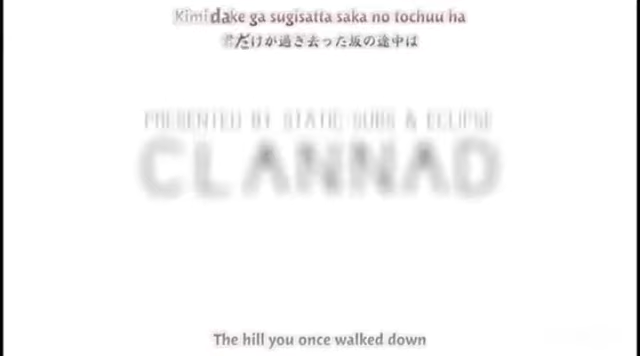 Kimi dake ga sugisatta saka no tochuu ha
君だけが過ぎ去った坂の途中は
PRESENTED BY STATIC-SUBS & ECLIPSE
CLANNAD
The hill you once walked down